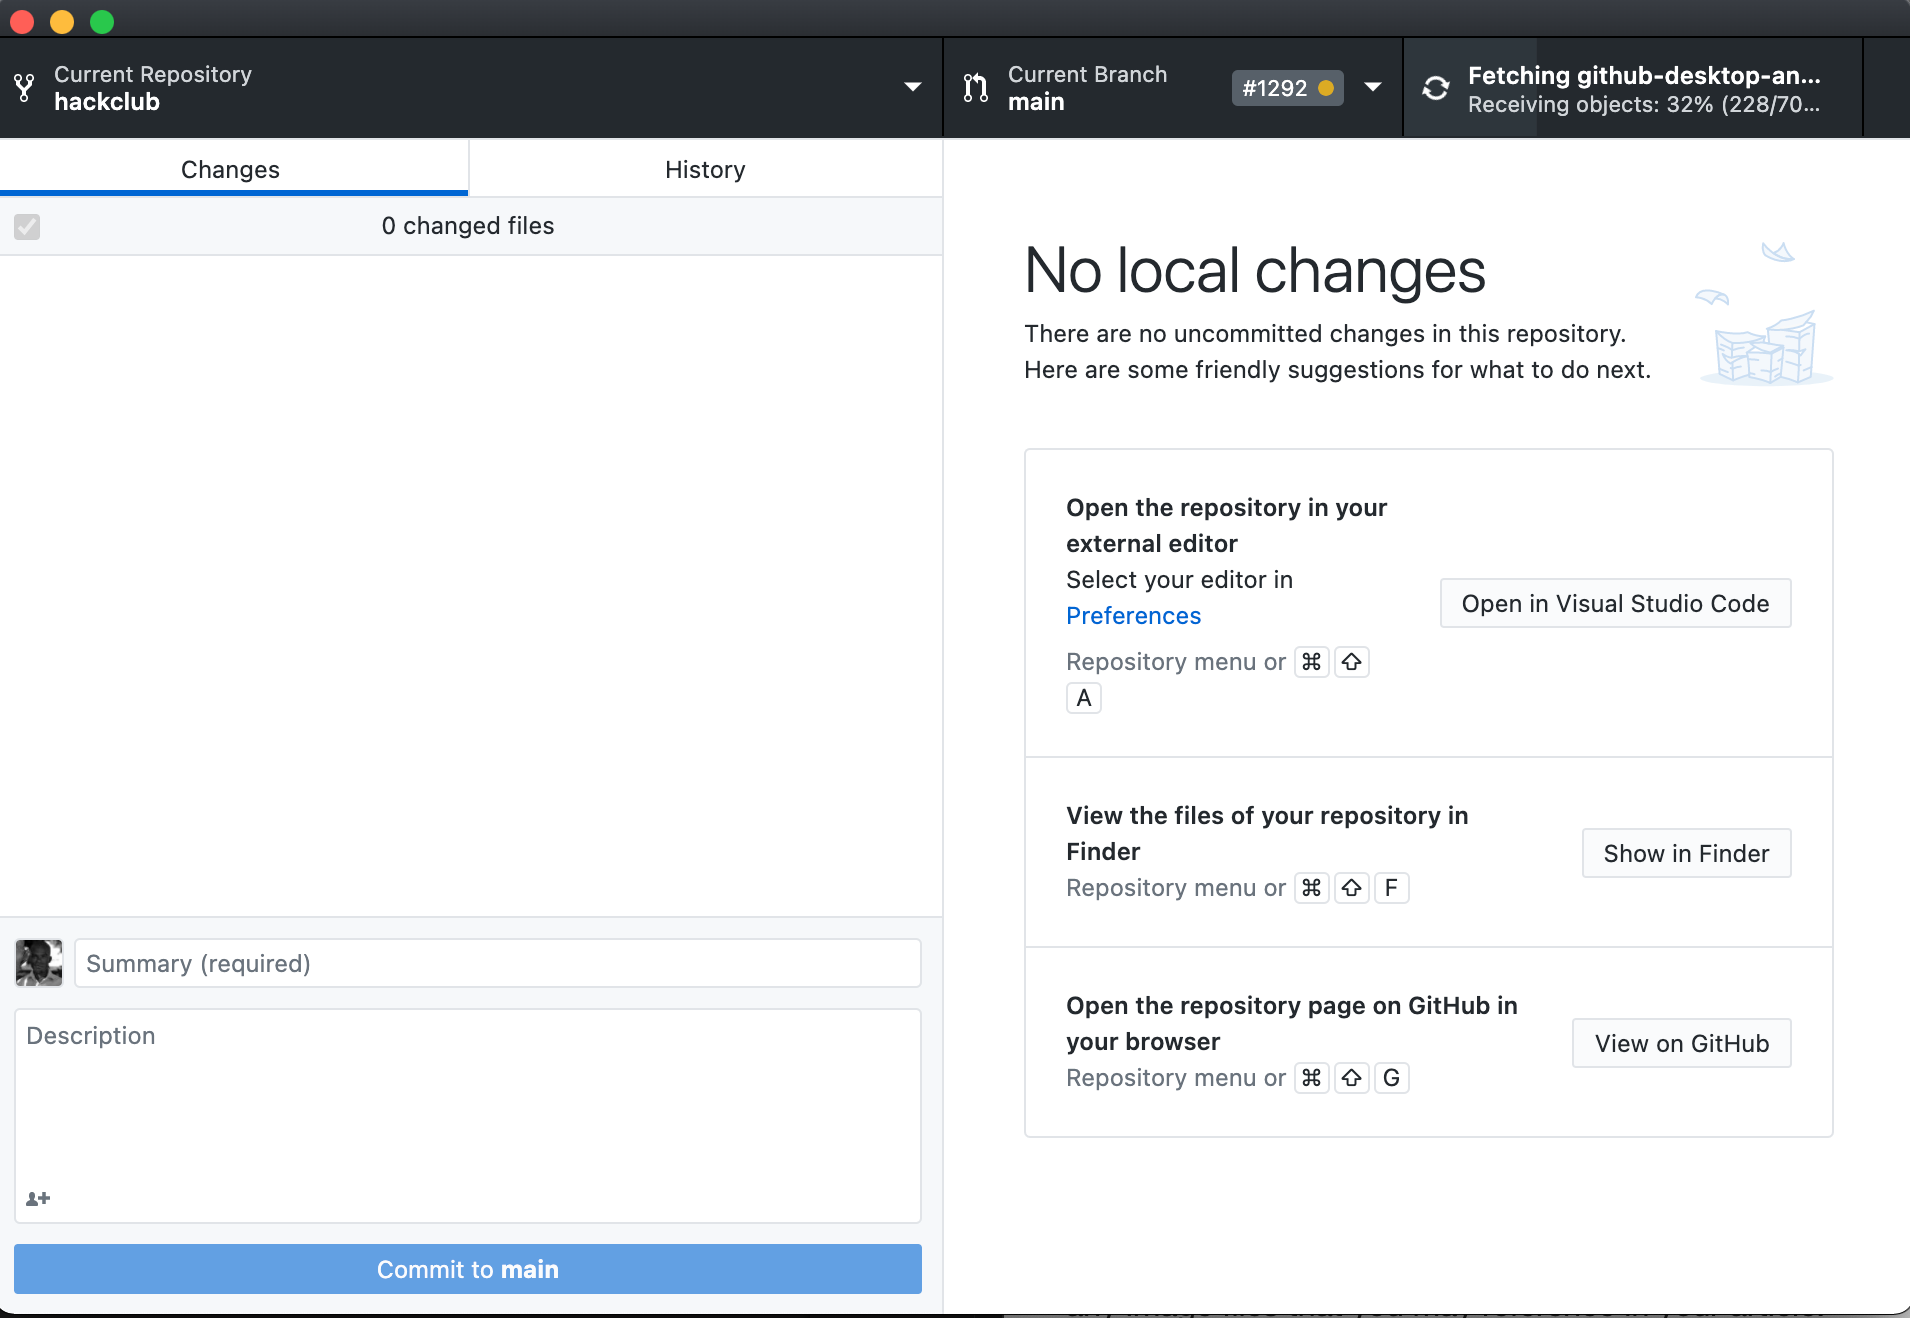 Current Repository
hackclub
Current Branch
main
#1292
Fetching github-desktop-an...
Receiving objects: 32% (228/70...
Changes
History
0 changed files
No local changes
There are no uncommitted changes in this repository.
Here are some friendly suggestions for what to do next.
Open the repository in your
external editor
Select your editor in
Preferences
Repository menu or ⌘ ⇧
A
Open in Visual Studio Code
View the files of your repository in
Finder
Repository menu or ⌘ ⇧ F
Show in Finder
Open the repository page on GitHub in
your browser
Repository menu or ⌘ ⇧ G
View on GitHub
Summary (required)
Description
Commit to main